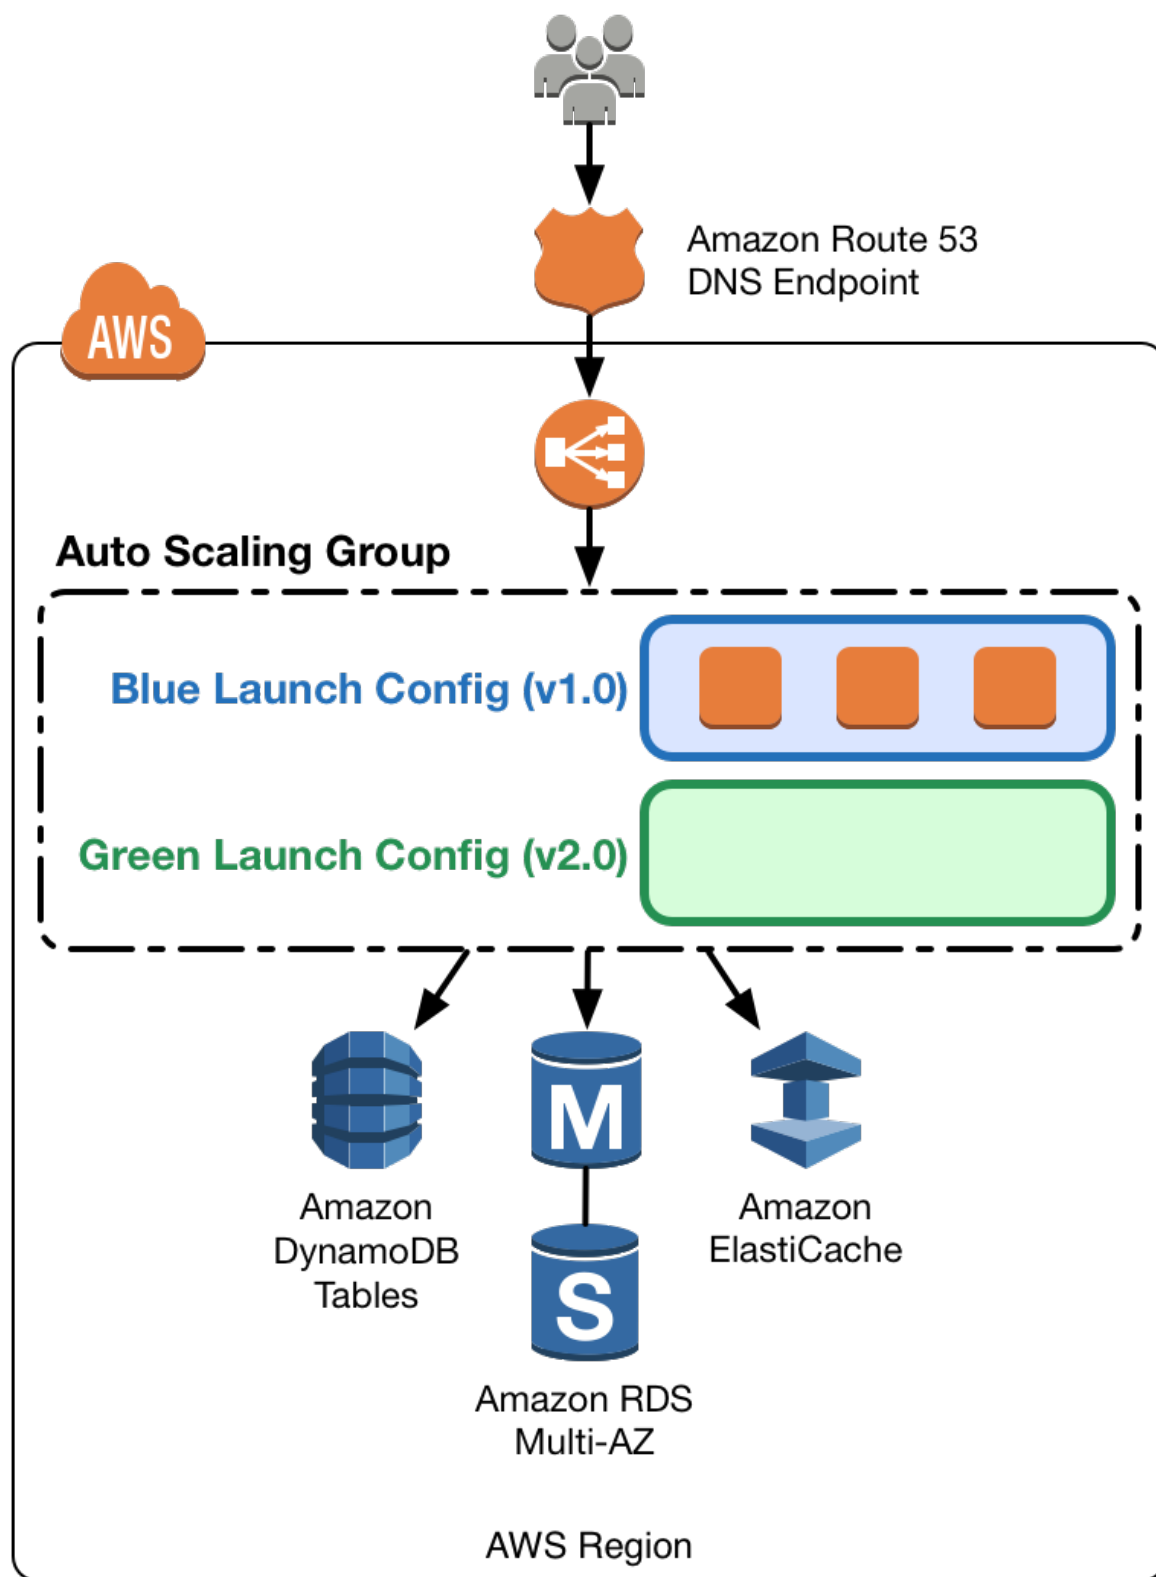 Amazon Route 53
DNS Endpoint
AWS
Auto Scaling Group
Blue Launch Config (v1.0)
Green Launch Config (v2.0)
M
Amazon
DynamoDB
Tables
Amazon
ElastiCache
S
Amazon RDS
Multi-AZ
AWS Region